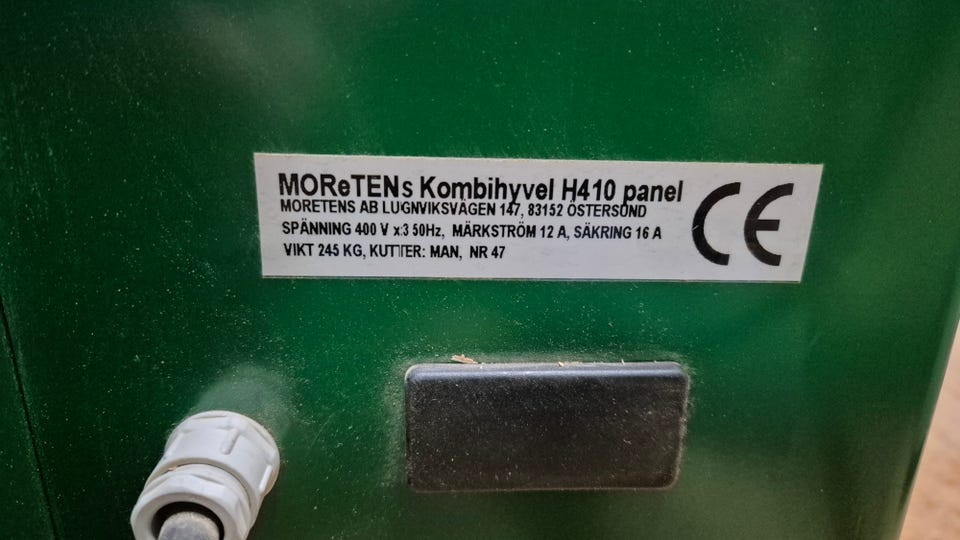 MOReTENs Kombihyvel H410 panel
MORETENS AB LUGNVIKSVÄGEN 147, 83152 ÖSTERSUND
SPÄNNING 400 V x3 50Hz, MÄRKSTRÖM 12 A, SÄKRING 16 A
VIKT 245 KG, KUTTER: MAN, NR 47
CE